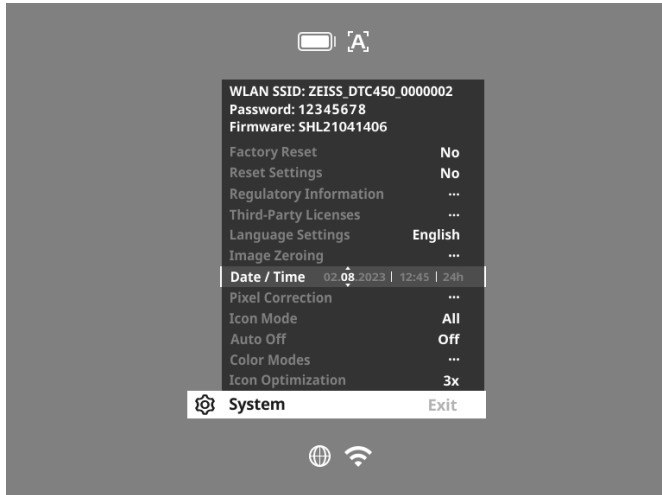 A
WLAN SSID: ZEISS_DTC450_0000002
Password: 12345678
Firmware: SHL21041406
Factory Reset No
Reset Settings No
Regulatory Information ...
Third-Party Licenses ...
Language Settings English
Image Zeroing ...
Date / Time 02.08.2023 | 12:45 | 24h
Pixel Correction ...
Icon Mode All
Auto Off Off
Color Modes ...
Icon Optimization 3x
System Exit